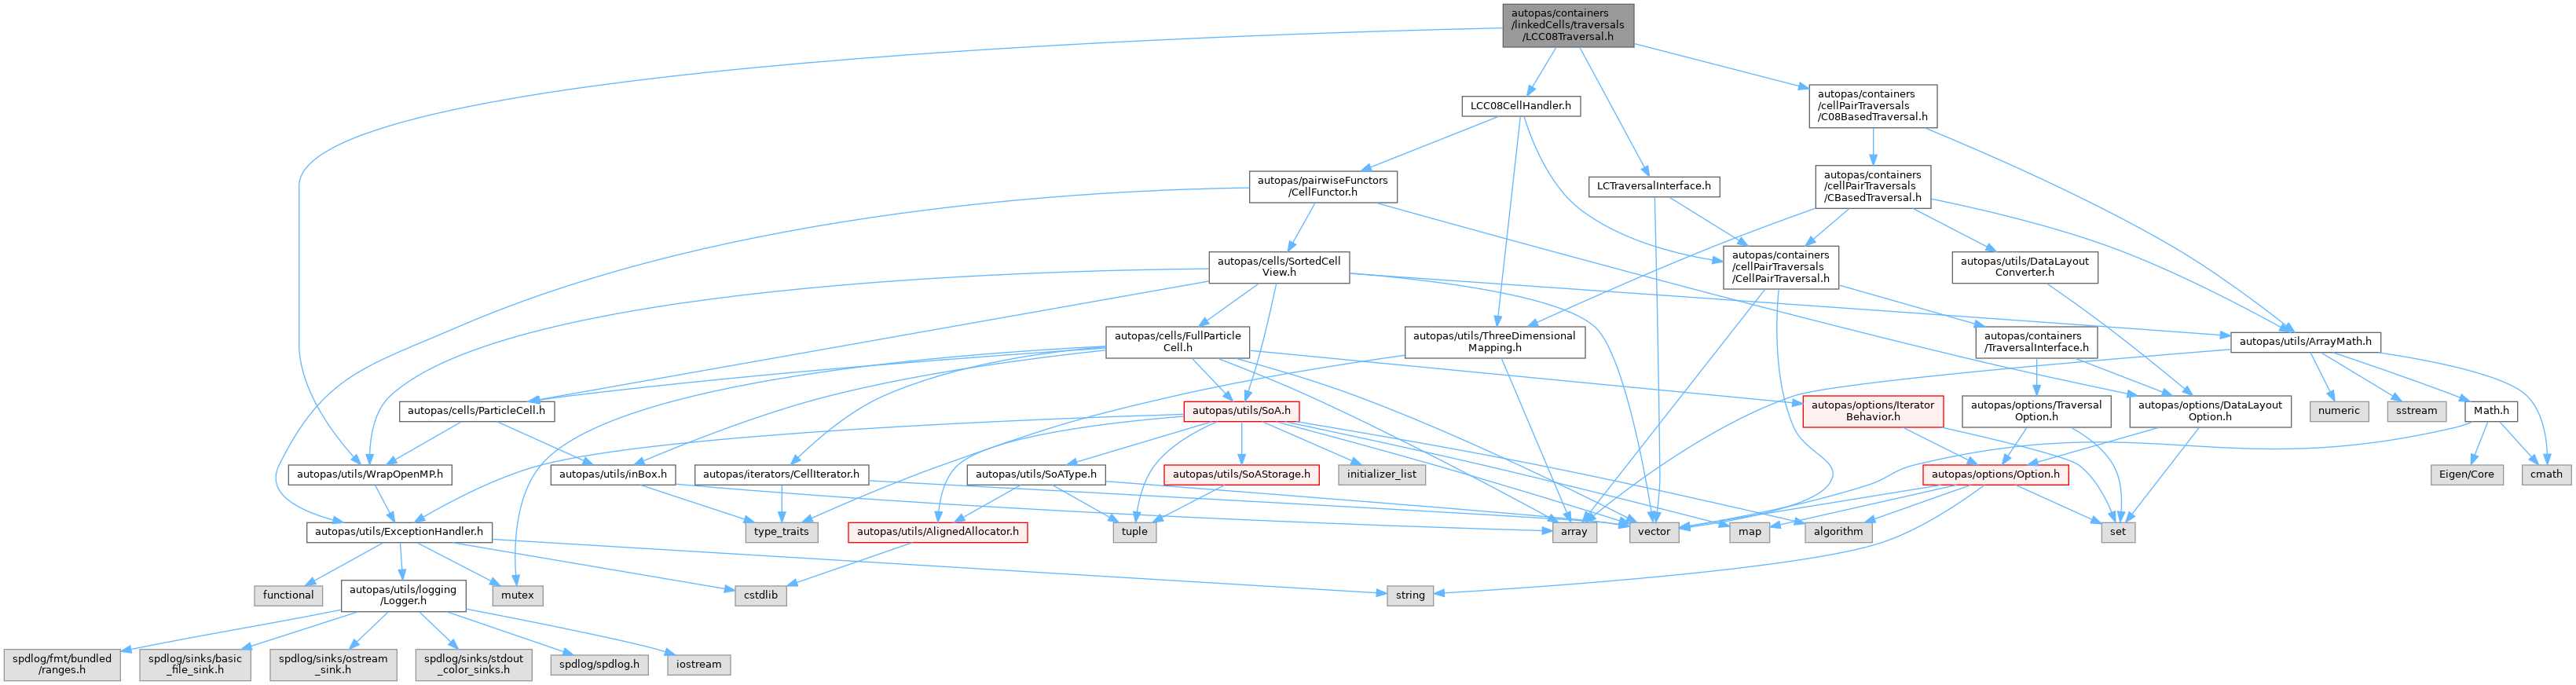 autopas/containers
/linkedCells/traversals
/LCC08Traversal.h
LCC08CellHandler.h
autopas/containers
/cellPairTraversals
/C08BasedTraversal.h
autopas/pairwiseFunctors
/CellFunctor.h
LCTraversalInterface.h
autopas/containers
/cellPairTraversals
/CBasedTraversal.h
autopas/cells/SortedCell
View.h
autopas/containers
/cellPairTraversals
/CellPairTraversal.h
autopas/utils/DataLayout
Converter.h
autopas/cells/FullParticle
Cell.h
autopas/utils/ThreeDimensional
Mapping.h
autopas/containers
/TraversalInterface.h
autopas/utils/ArrayMath.h
autopas/cells/ParticleCell.h
autopas/utils/SoA.h
autopas/options/Iterator
Behavior.h
autopas/options/Traversal
Option.h
autopas/options/DataLayout
Option.h
numeric
sstream
Math.h
autopas/utils/WrapOpenMP.h
autopas/utils/inBox.h
autopas/iterators/CellIterator.h
autopas/utils/SoAType.h
autopas/utils/SoAStorage.h
initializer_list
autopas/options/Option.h
Eigen/Core
cmath
autopas/utils/ExceptionHandler.h
type_traits
autopas/utils/AlignedAllocator.h
tuple
array
vector
map
algorithm
set
functional
autopas/utils/logging
/Logger.h
mutex
cstdlib
string
spdlog/fmt/bundled
/ranges.h
spdlog/sinks/basic
_file_sink.h
spdlog/sinks/ostream
_sink.h
spdlog/sinks/stdout
_color_sinks.h
spdlog/spdlog.h
iostream